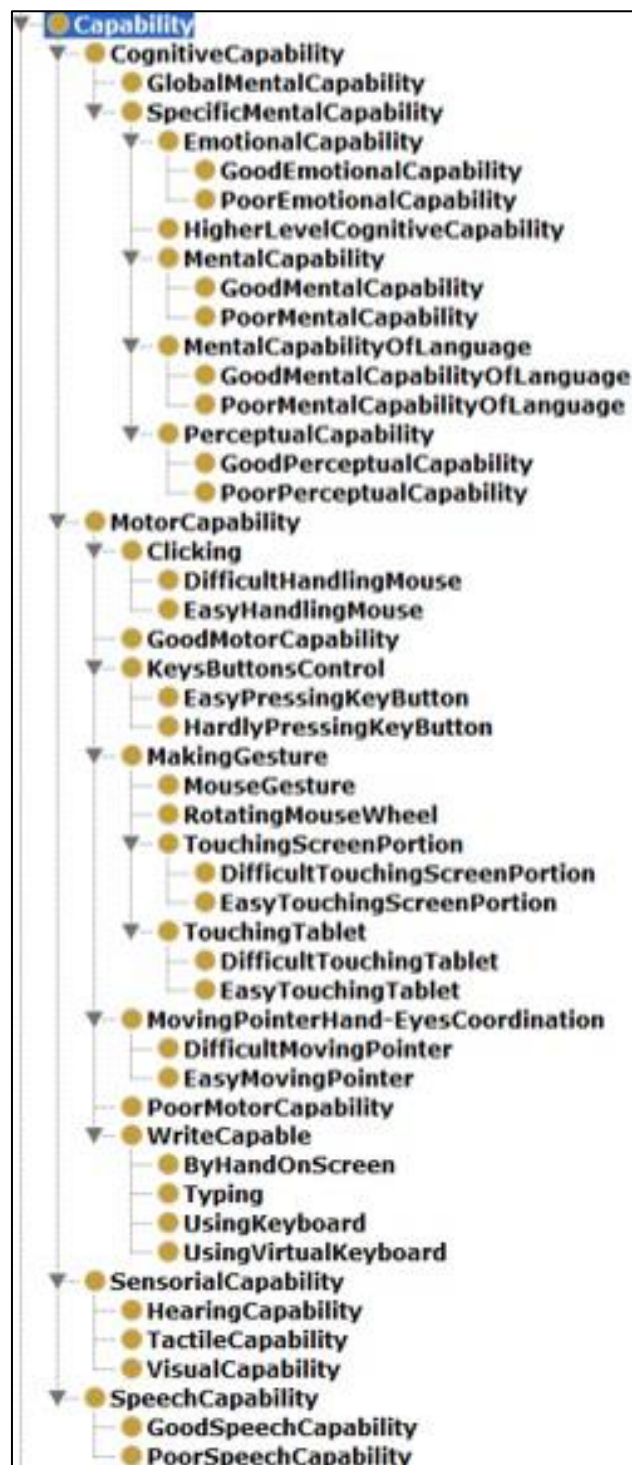 Capability
CognitiveCapability
GlobalMentalCapability
SpecificMentalCapability
EmotionalCapability
GoodEmotionalCapability
PoorEmotionalCapability
HigherLevelCognitiveCapability
MentalCapability
GoodMentalCapability
PoorMentalCapability
MentalCapabilityOfLanguage
GoodMentalCapabilityOfLanguage
PoorMentalCapabilityOfLanguage
PerceptualCapability
GoodPerceptualCapability
PoorPerceptualCapability
MotorCapability
Clicking
DifficultHandlingMouse
EasyHandlingMouse
GoodMotorCapability
KeysButtonsControl
EasyPressingKeyButton
HardlyPressingKeyButton
MakingGesture
MouseGesture
RotatingMouseWheel
TouchingScreenPortion
DifficultTouchingScreenPortion
EasyTouchingScreenPortion
TouchingTablet
DifficultTouchingTablet
EasyTouchingTablet
MovingPointerHand-EyesCoordination
DifficultMovingPointer
EasyMovingPointer
PoorMotorCapability
WriteCapable
ByHandOnScreen
Typing
UsingKeyboard
UsingVirtualKeyboard
SensorialCapability
HearingCapability
TactileCapability
VisualCapability
SpeechCapability
GoodSpeechCapability
PoorSpeechCapability